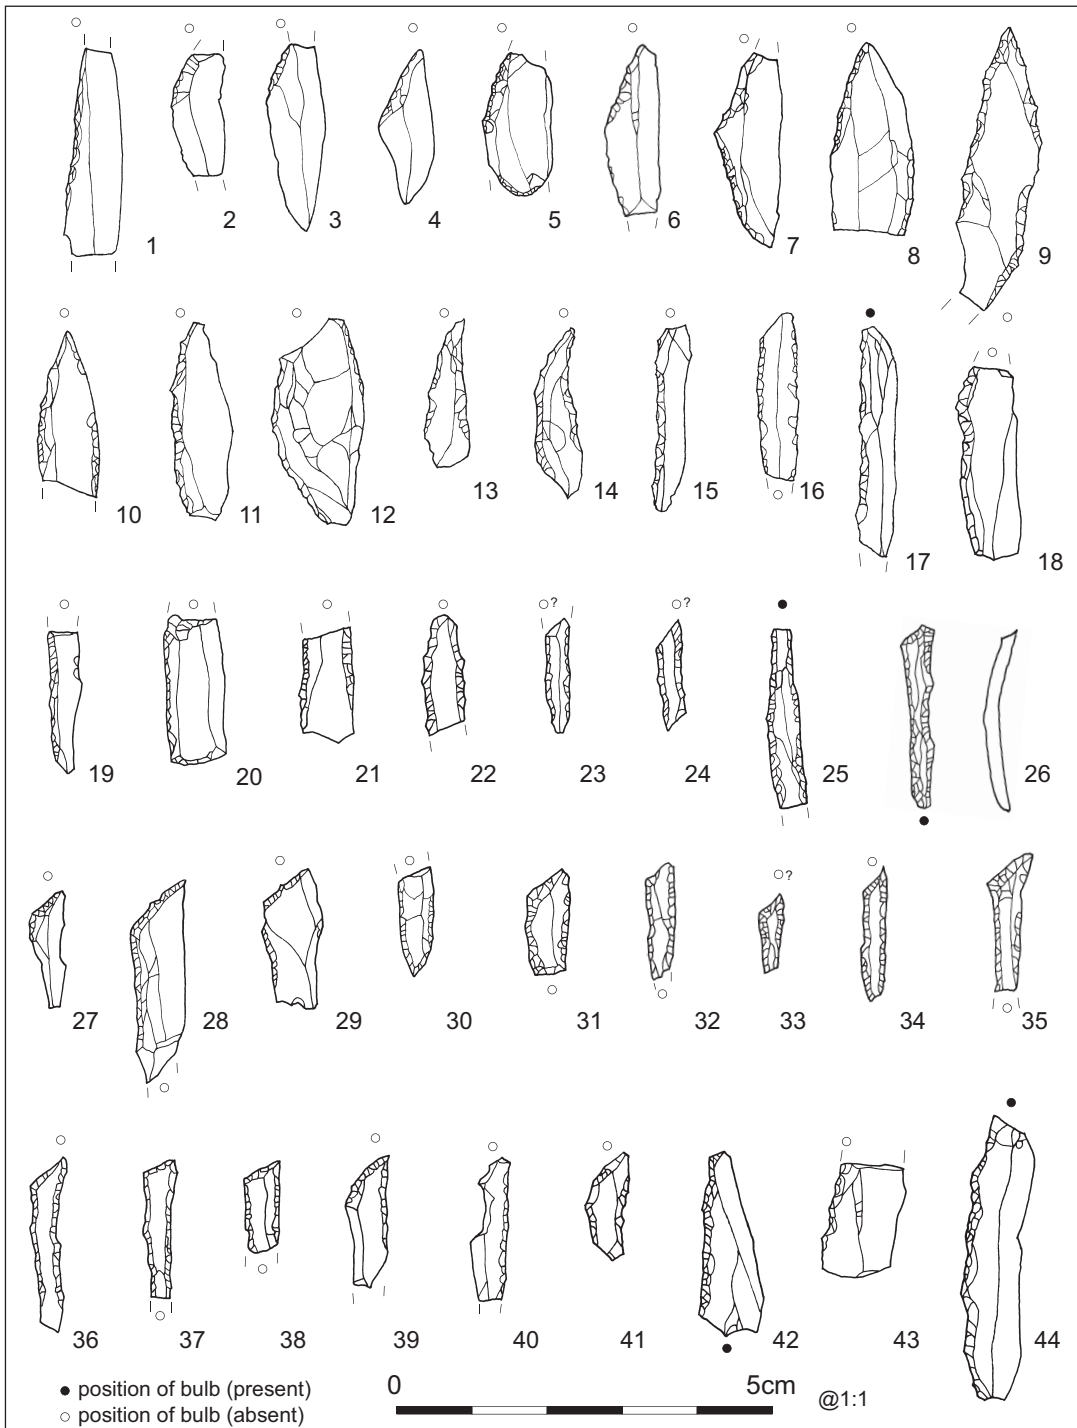 1 2 3 4 5 6 7 8 9
10 11 12 13 14 15 16 17 18
? ?
19 20 21 22 23 24 25 26
?
27 28 29 30 31 32 33 34 35
36 37 38 39 40 41 42 43 44
● position of bulb (present)
○ position of bulb (absent)
0 5cm
@1:1